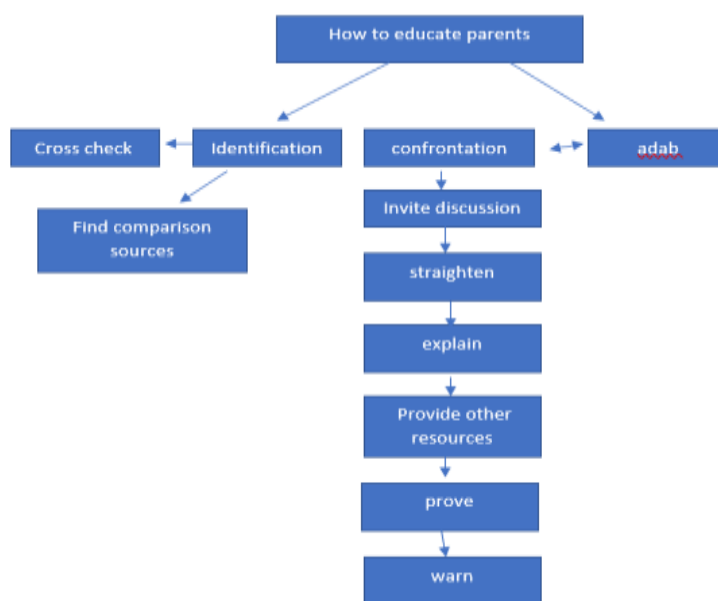 How to educate parents
Cross check
Identification
confrontation
adab
Invite discussion
Find comparison
sources
straighten
explain
Provide other
resources
prove
warn